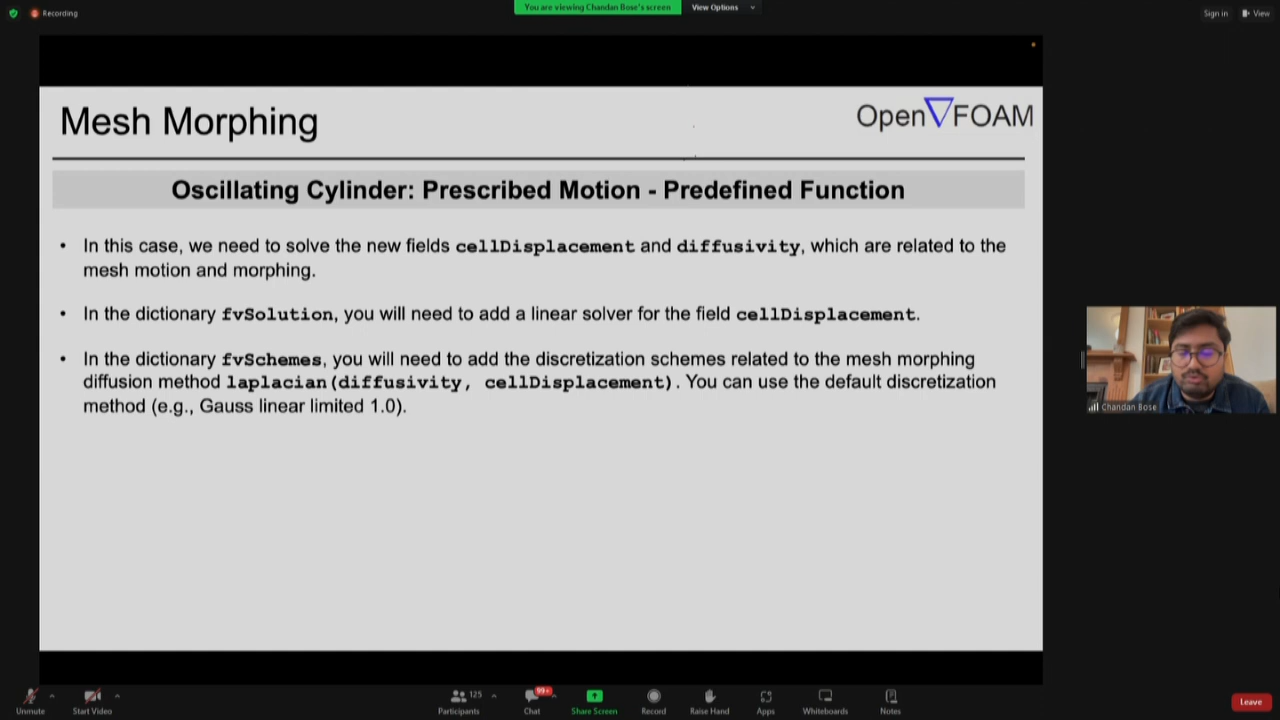 Recording
You are viewing Chandan Bose's screen
View Options
Sign in
View
Mesh Morphing
OpenFOAM
Oscillating Cylinder: Prescribed Motion - Predefined Function
• In this case, we need to solve the new fields cellDisplacement and diffusivity, which are related to the
mesh motion and morphing.
• In the dictionary fvSolution, you will need to add a linear solver for the field cellDisplacement.
• In the dictionary fvSchemes, you will need to add the discretization schemes related to the mesh morphing
diffusion method laplacian(diffusivity, cellDisplacement). You can use the default discretization
method (e.g., Gauss linear limited 1.0).
Chandan Bose
Unmute
Start Video
125
Participants
99+
Chat
Share Screen
Record
Raise Hand
Apps
Whiteboards
Notes
Leave